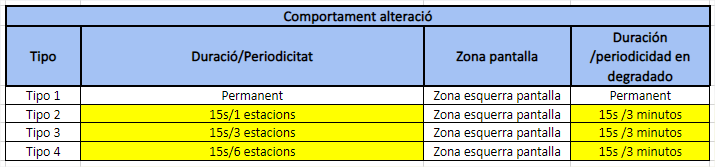 Comportament alteració
Tipo Duració/Periodicitat Zona pantalla Duración /periodicidad en degradado
Tipo 1 Permanent Zona esquerra pantalla Permanent
Tipo 2 15s/1 estacions Zona esquerra pantalla 15s /3 minutos
Tipo 3 15s/3 estacions Zona esquerra pantalla 15s /3 minutos
Tipo 4 15s/6 estacions Zona esquerra pantalla 15s /3 minutos